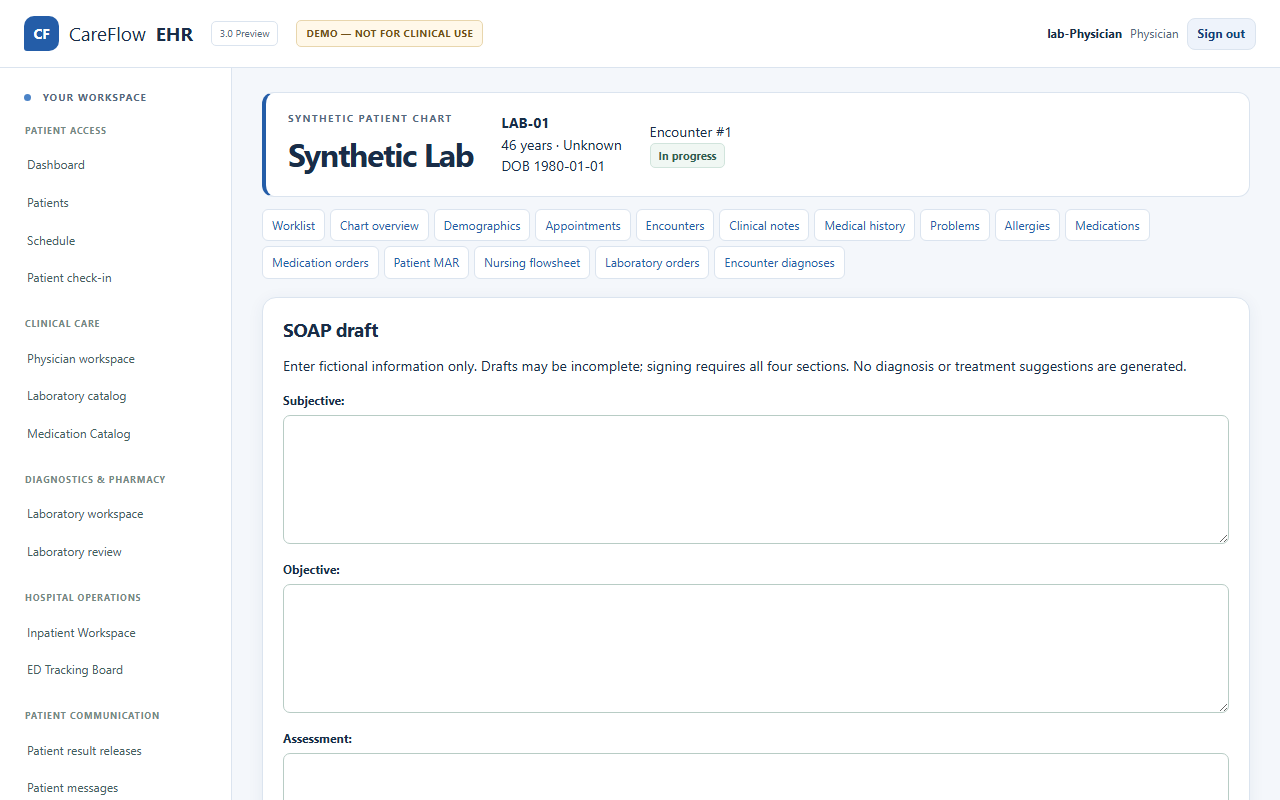 CF CareFlow EHR 3.0 Preview DEMO — NOT FOR CLINICAL USE lab-Physician Physician Sign out
YOUR WORKSPACE
PATIENT ACCESS
Dashboard
Patients
Schedule
Patient check-in
CLINICAL CARE
Physician workspace
Laboratory catalog
Medication Catalog
DIAGNOSTICS & PHARMACY
Laboratory workspace
Laboratory review
HOSPITAL OPERATIONS
Inpatient Workspace
ED Tracking Board
PATIENT COMMUNICATION
Patient result releases
Patient messages
SYNTHETIC PATIENT CHART
Synthetic Lab
LAB-01
46 years · Unknown
DOB 1980-01-01
Encounter #1
In progress
Worklist Chart overview Demographics Appointments Encounters Clinical notes Medical history Problems Allergies Medications
Medication orders Patient MAR Nursing flowsheet Laboratory orders Encounter diagnoses
SOAP draft
Enter fictional information only. Drafts may be incomplete; signing requires all four sections. No diagnosis or treatment suggestions are generated.
Subjective:
Objective:
Assessment: